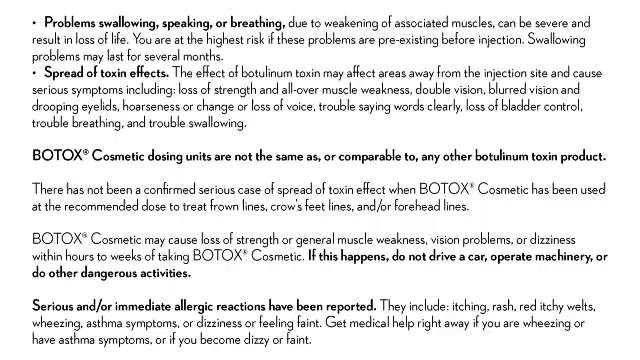 • Problems swallowing, speaking, or breathing, due to weakening of associated muscles, can be severe and
result in loss of life. You are at the highest risk if these problems are pre-existing before injection. Swallowing
problems may last for several months.
• Spread of toxin effects. The effect of botulinum toxin may affect areas away from the injection site and cause
serious symptoms including: loss of strength and all-over muscle weakness, double vision, blurred vision and
drooping eyelids, hoarseness or change or loss of voice, trouble saying words clearly, loss of bladder control,
trouble breathing, and trouble swallowing.
BOTOX® Cosmetic dosing units are not the same as, or comparable to, any other botulinum toxin product.
There has not been a confirmed serious case of spread of toxin effect when BOTOX® Cosmetic has been used
at the recommended dose to treat frown lines, crow's feet lines, and/or forehead lines.
BOTOX® Cosmetic may cause loss of strength or general muscle weakness, vision problems, or dizziness
within hours to weeks of taking BOTOX® Cosmetic. If this happens, do not drive a car, operate machinery, or
do other dangerous activities.
Serious and/or immediate allergic reactions have been reported. They include: itching, rash, red itchy welts,
wheezing, asthma symptoms, or dizziness or feeling faint. Get medical help right away if you are wheezing or
have asthma symptoms, or if you become dizzy or faint.